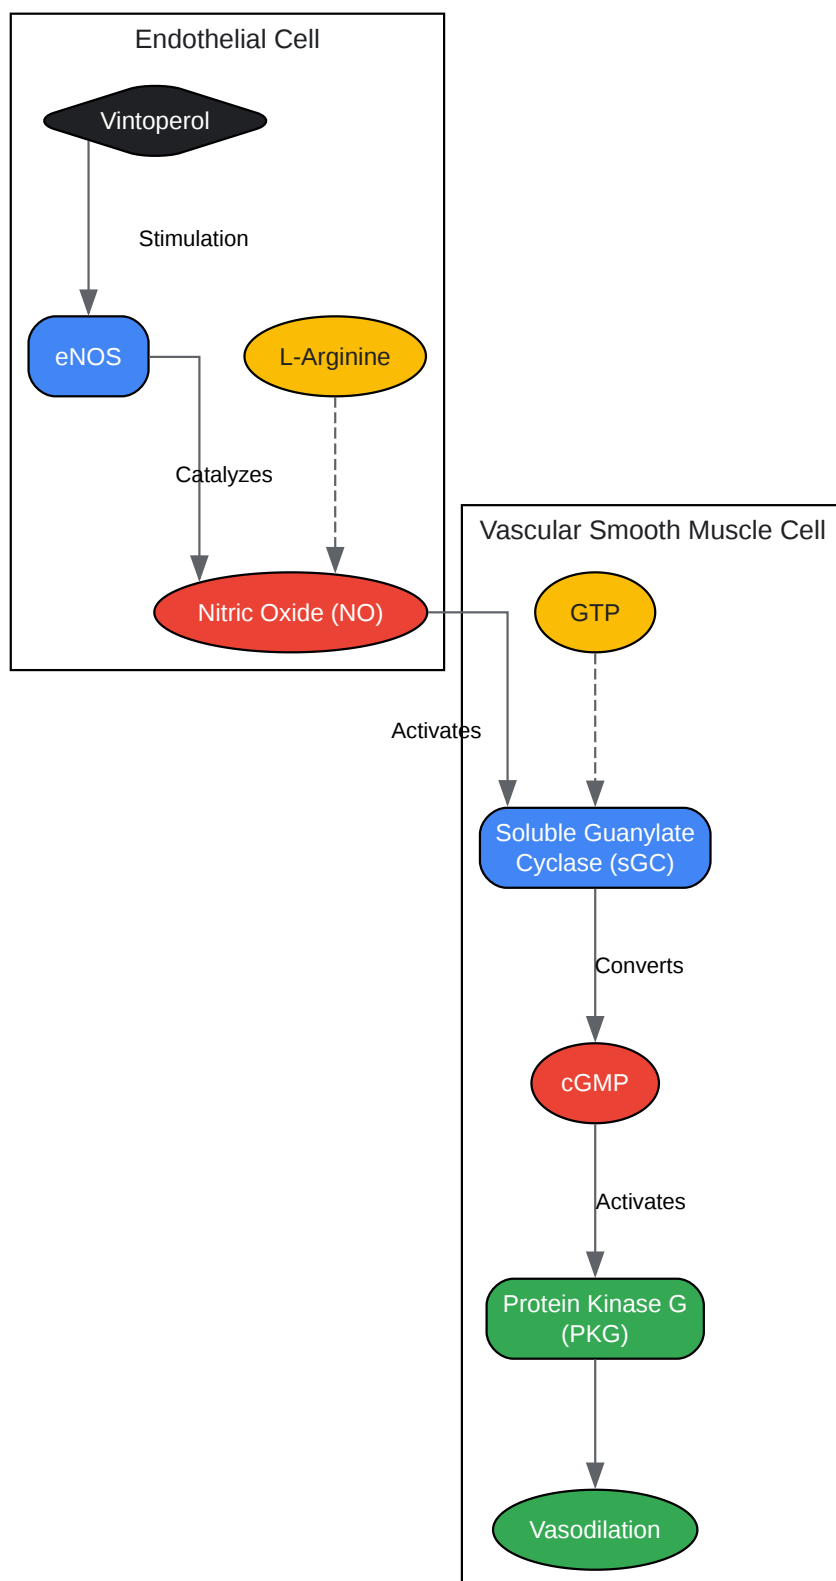 Endothelial Cell
Vintoperol
Stimulation
eNOS
L-Arginine
Catalyzes
Nitric Oxide (NO)
Vascular Smooth Muscle Cell
GTP
Activates
Soluble Guanylate
Cyclase (sGC)
Converts
cGMP
Activates
Protein Kinase G
(PKG)
Vasodilation